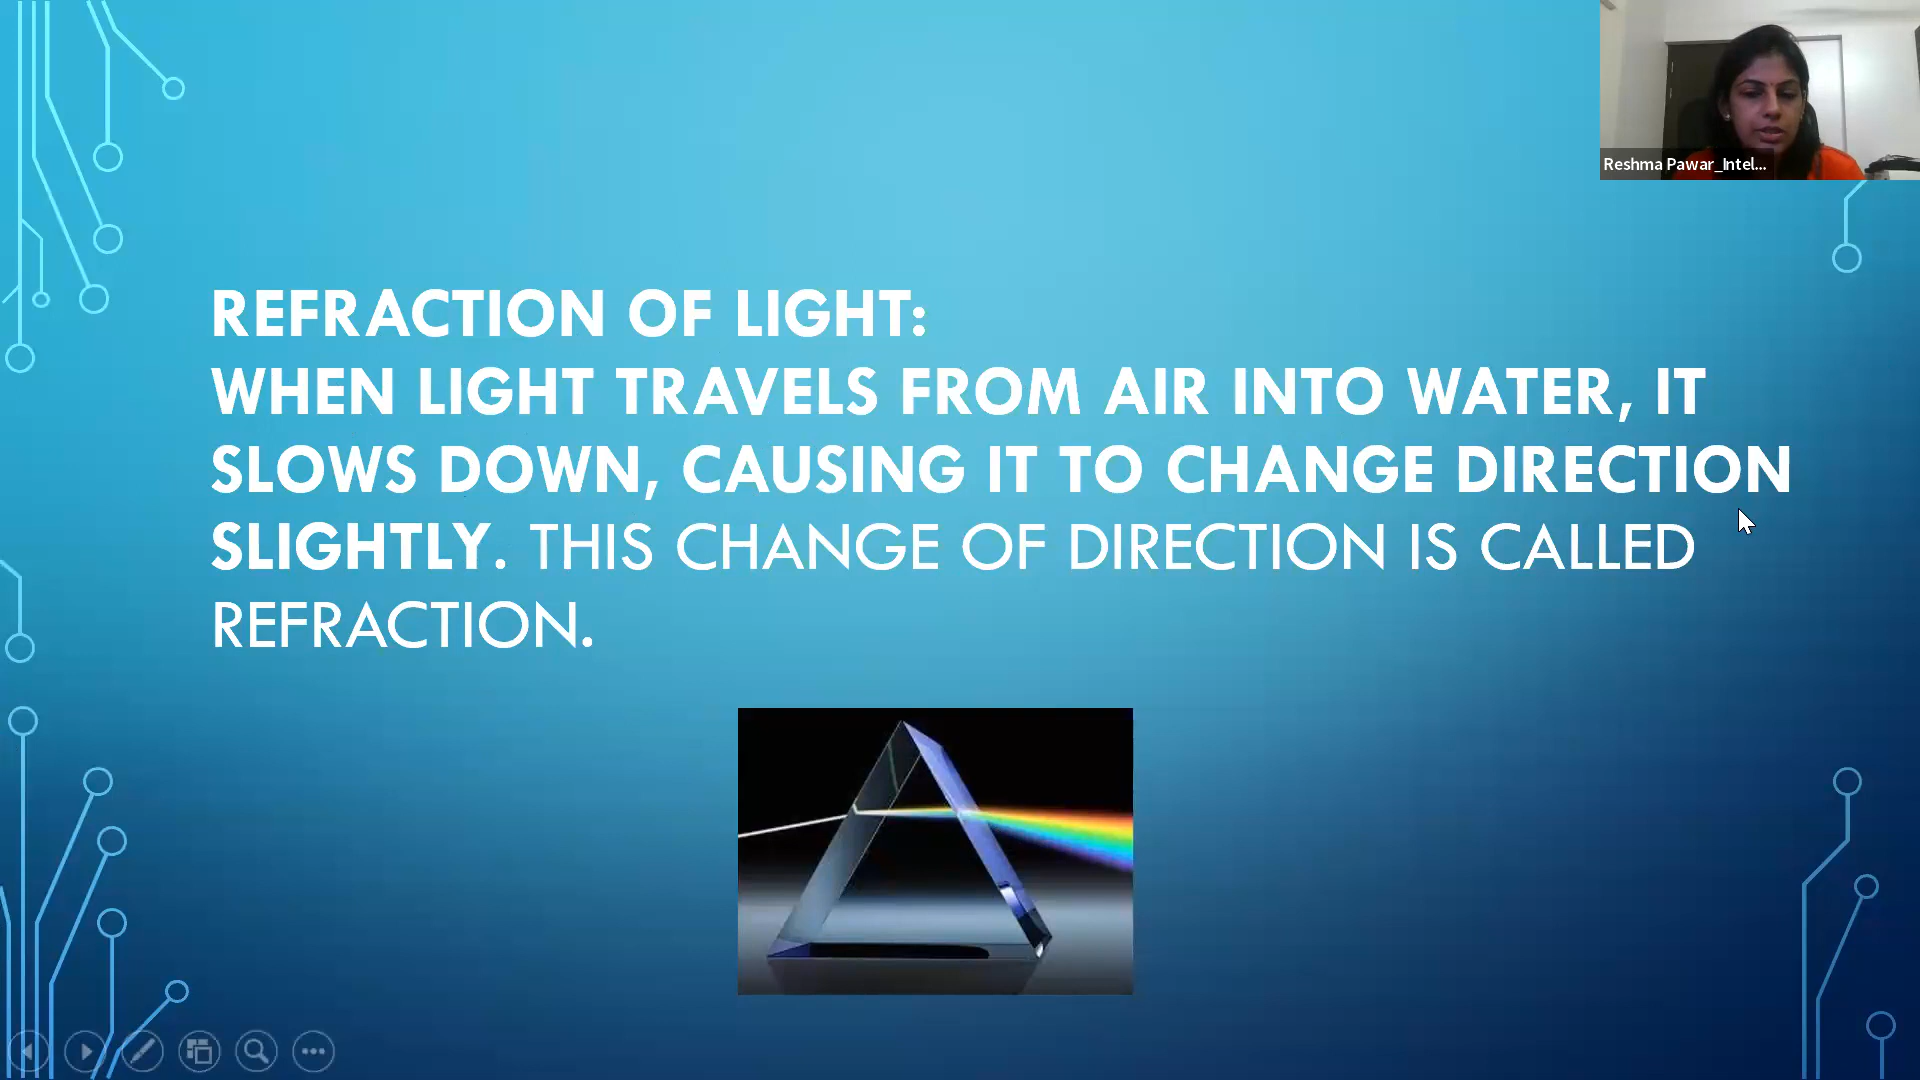 Reshma Pawar_Intel...
REFRACTION OF LIGHT:
WHEN LIGHT TRAVELS FROM AIR INTO WATER, IT
SLOWS DOWN, CAUSING IT TO CHANGE DIRECTION
SLIGHTLY. THIS CHANGE OF DIRECTION IS CALLED
REFRACTION.